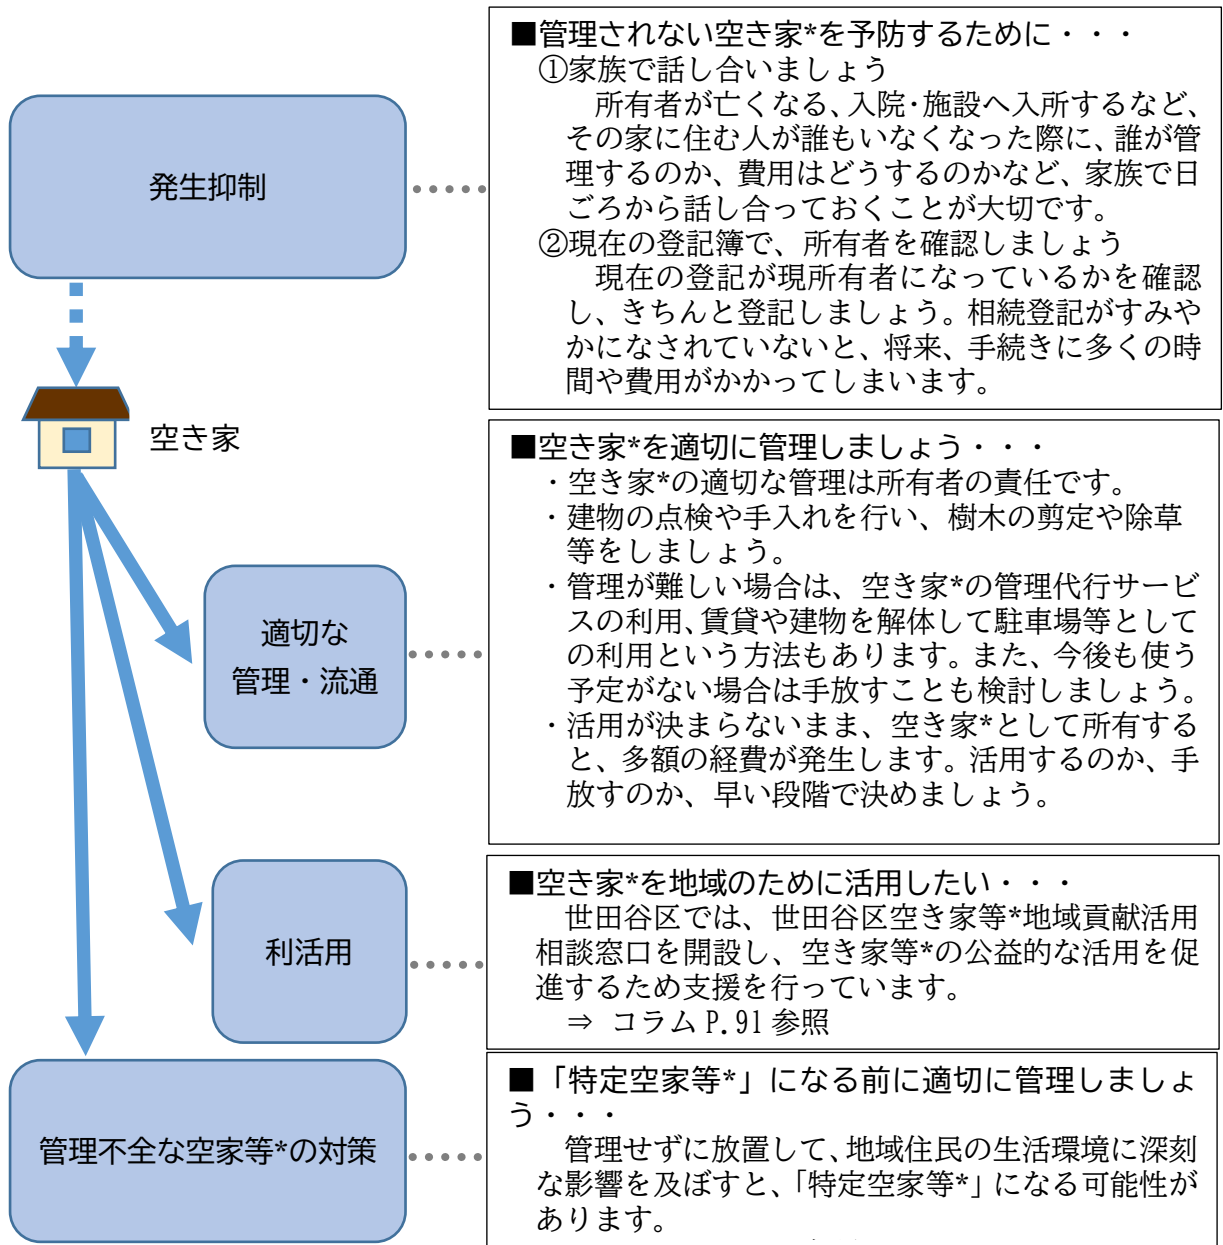 発生抑制
■管理されない空き家*を予防するために・・・
①家族で話し合いましょう
所有者が亡くなる、入院・施設へ入所するなど、
その家に住む人が誰もいなくなった際に、誰が管
理するのか、費用はどうするのかなど、家族で日
ごろから話し合っておくことが大切です。
②現在の登記簿で、所有者を確認しましょう
現在の登記が現所有者になっているかを確認
し、きちんと登記しましょう。相続登記がすみや
かになされていないと、将来、手続きに多くの時
間や費用がかかってしまいます。
空き家
適切な
管理・流通
■空き家*を適切に管理しましょう・・・
・空き家*の適切な管理は所有者の責任です。
・建物の点検や手入れを行い、樹木の剪定や除草
等をしましょう。
・管理が難しい場合は、空き家*の管理代行サービ
スの利用、賃貸や建物を解体して駐車場等として
の利用という方法もあります。また、今後も使う
予定がない場合は手放すことも検討しましょう。
・活用が決まらないまま、空き家*として所有する
と、多額の経費が発生します。活用するのか、手
放すのか、早い段階で決めましょう。
利活用
■空き家*を地域のために活用したい・・・
世田谷区では、世田谷区空き家等*地域貢献活用
相談窓口を開設し、空き家等*の公益的な活用を促
進するため支援を行っています。
⇒ コラム P.91 参照
管理不全な空家等*の対策
■「特定空家等*」になる前に適切に管理しましょ
う・・・
管理せずに放置して、地域住民の生活環境に深刻
な影響を及ぼすと、「特定空家等*」になる可能性が
あります。